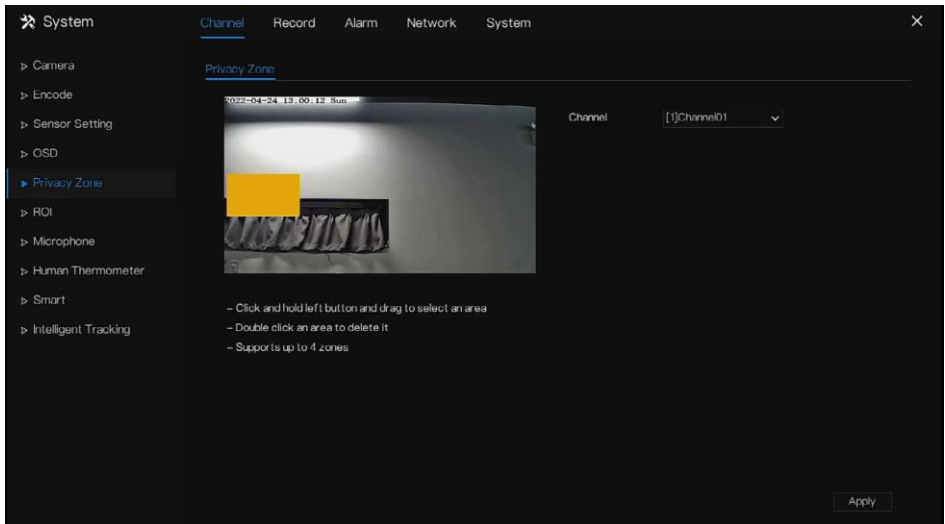 System
Channel Record Alarm Network System
Camera
Encode
Sensor Setting
OSD
Privacy Zone
ROI
Microphone
Human Thermometer
Smart
Intelligent Tracking
Privacy Zone
2022-04-24 13:00:12 Sun
Channel [1]Channel01
– Click and hold left button and drag to select an area
– Double click an area to delete it
– Supports up to 4 zones
Apply